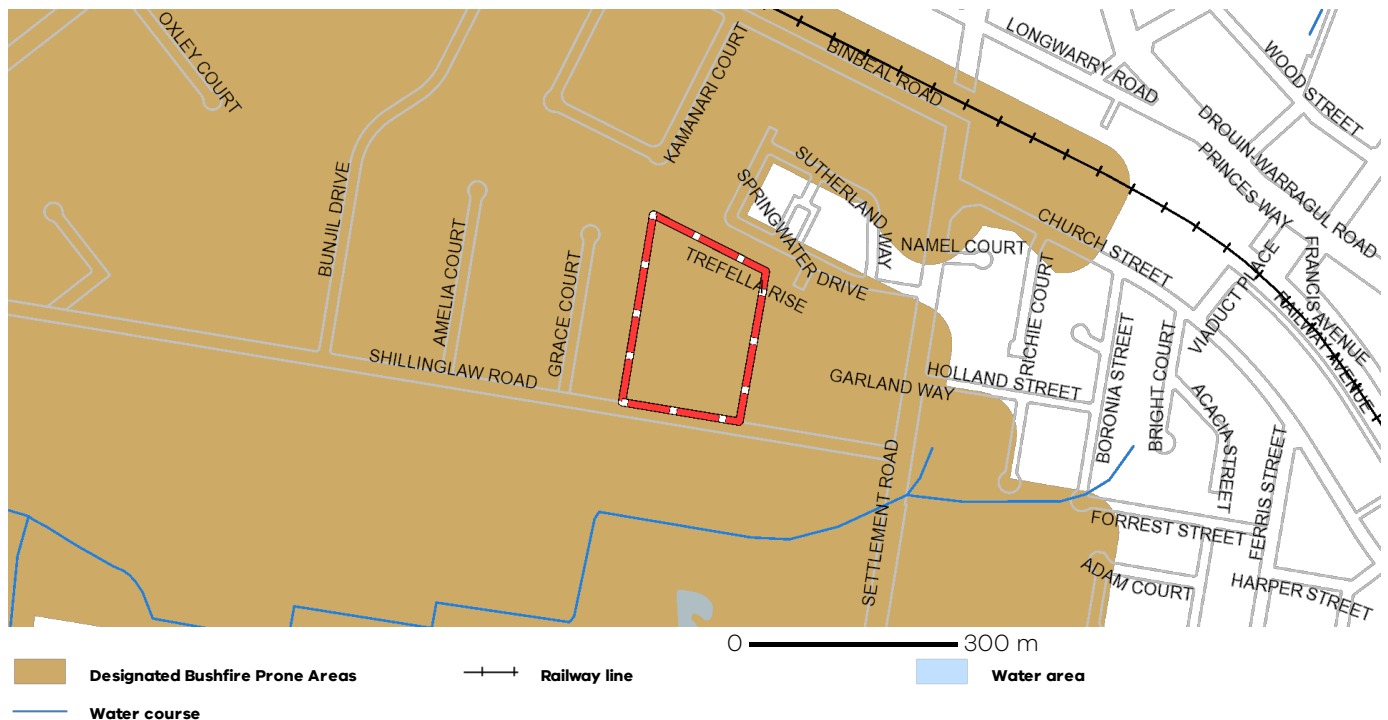 OXLEY COURT
KAMANARI COURT
BINBEAL ROAD
LONGWARRY ROAD
WOOD STREET
DROUIN-WARRAGUL ROAD
PRINCES WAY
BUNJIL DRIVE
SUTHERLAND WAY
SPRINGWATER DRIVE
NAMEL COURT
CHURCH STREET
AMELIA COURT
GRACE COURT
TREFELLA RISE
RICHIE COURT
VIADUCT PLACE
FRANCIS AVENUE
RAILWAY AVENUE
SHILLINGLAW ROAD
GARLAND WAY
HOLLAND STREET
BORONIA STREET
BRIGHT COURT
ACACIA STREET
SETTLEMENT ROAD
FORREST STREET
FERRIS STREET
ADAM COURT
HARPER STREET
0 300 m
Designated Bushfire Prone Areas
Railway line
Water area
Water course